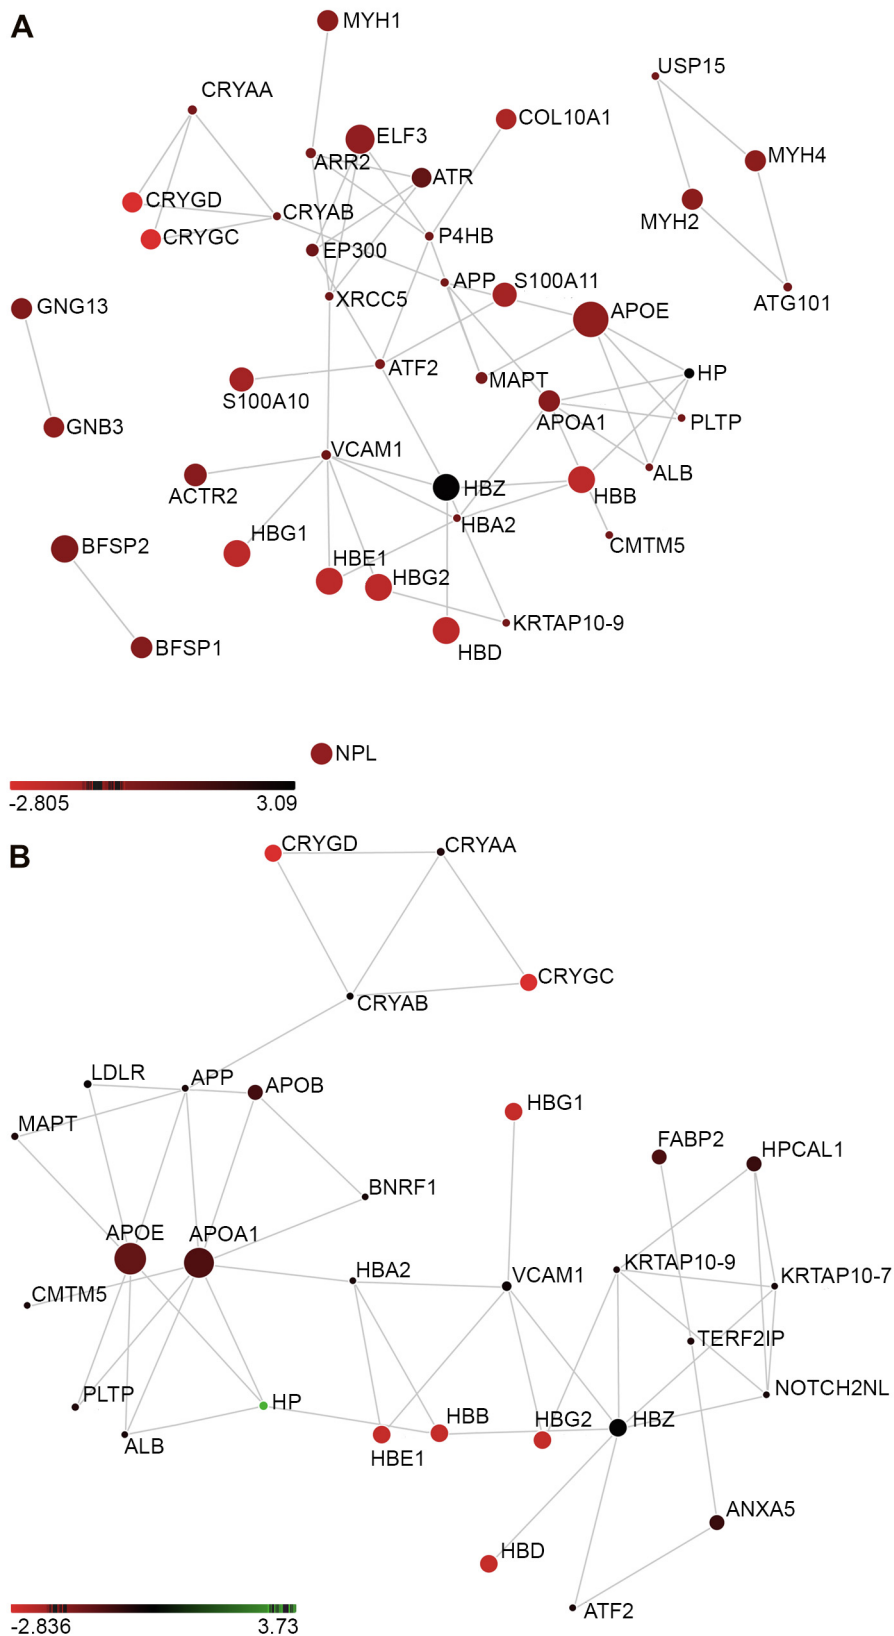 A
MYH1
USP15
CRYAA
COL10A1
ELF3
MYH4
ARR2
ATR
CRYGD
CRYAB
MYH2
CRYGC
P4HB
EP300
APP
S100A11
XRCC5
ATG101
GNG13
APOE
ATF2
HP
MAPT
S100A10
APOA1
PLTP
GNB3
VCAM1
ALB
ACTR2
HBZ
HBB
HBA2
HBG1
CMTM5
BFSP2
HBE1
HBG2
KRTAP10-9
BFSP1
HBD
NPL
-2.805
3.09
B
CRYGD
CRYAA
CRYGC
CRYAB
LDLR
APP
APOB
HBG1
MAPT
FABP2
HPCAL1
BNRF1
APOE
APOA1
KRTAP10-9
HBA2
VCAM1
KRTAP10-7
CMTM5
TERF2IP
PLTP
HP
NOTCH2NL
HBB
HBG2
HBZ
ALB
HBE1
ANXA5
HBD
ATF2
-2.836
3.73